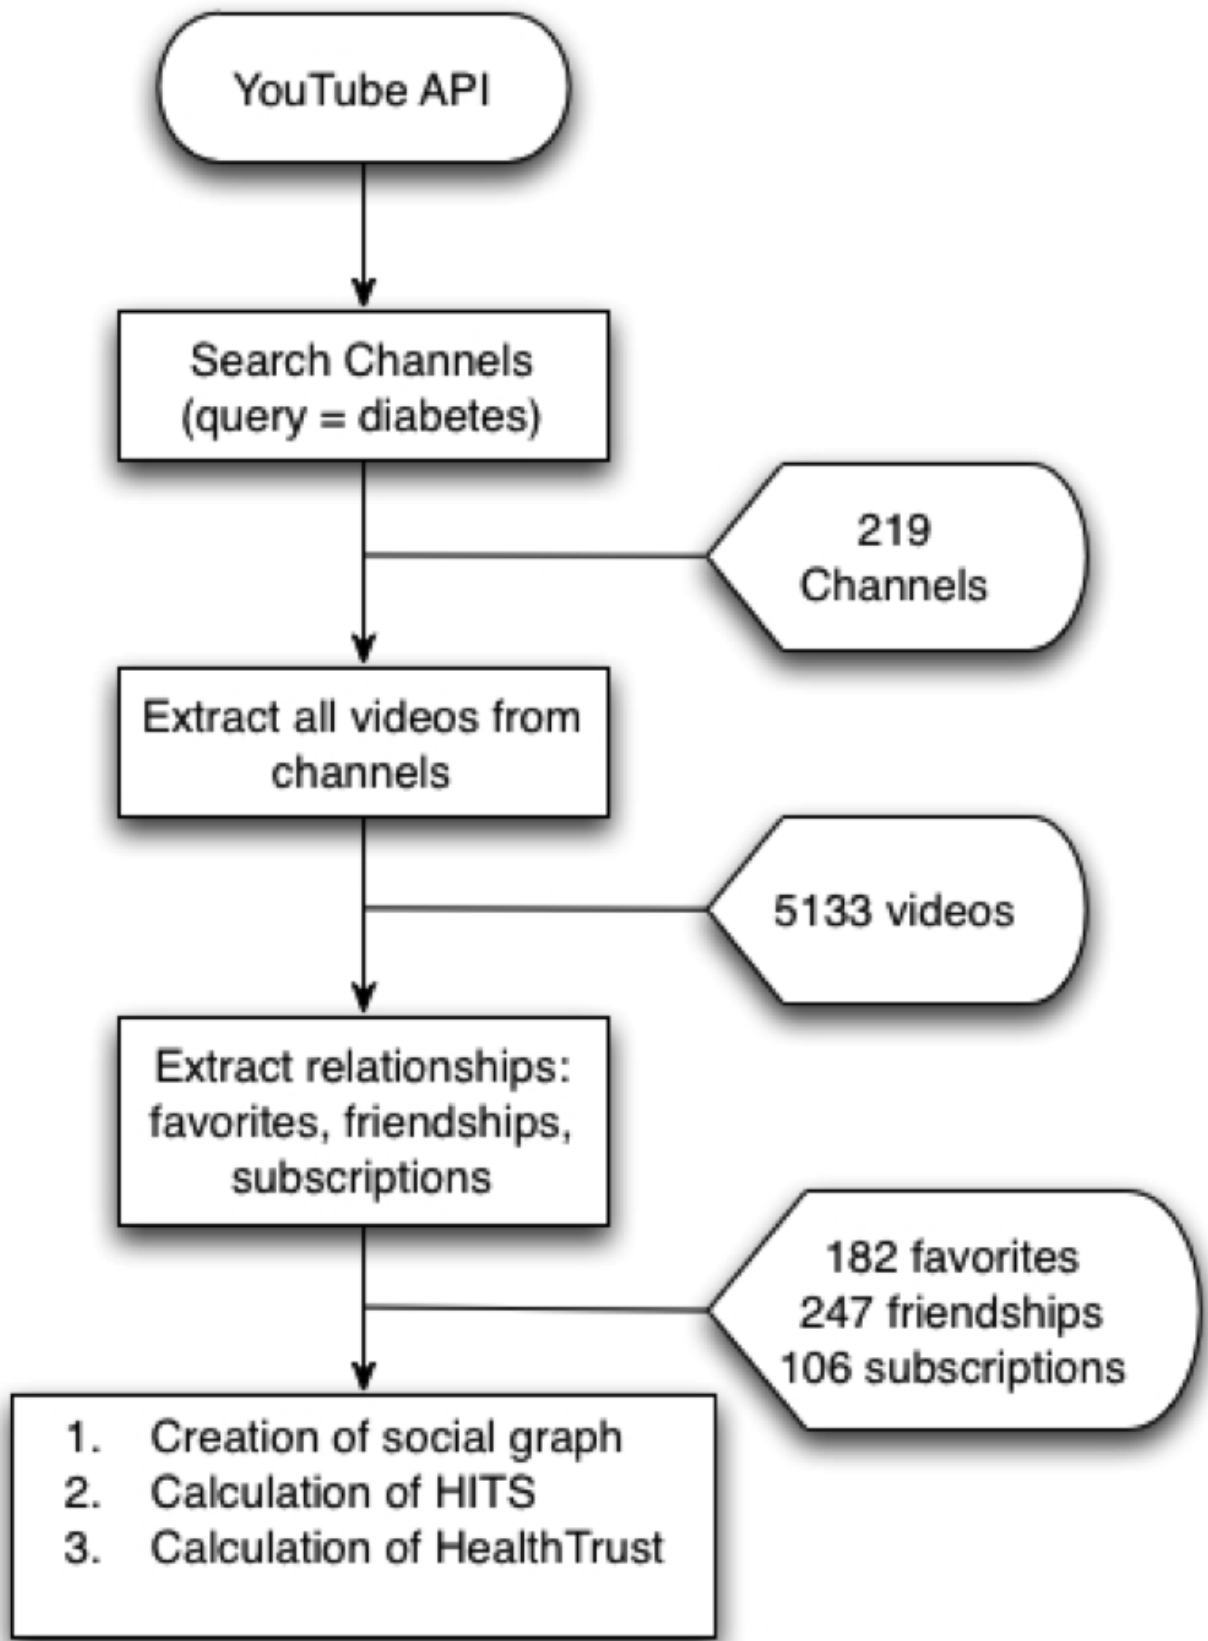 YouTube API
Search Channels
(query = diabetes)
219
Channels
Extract all videos from
channels
5133 videos
Extract relationships:
favorites, friendships,
subscriptions
182 favorites
247 friendships
106 subscriptions
1. Creation of social graph
2. Calculation of HITS
3. Calculation of HealthTrust